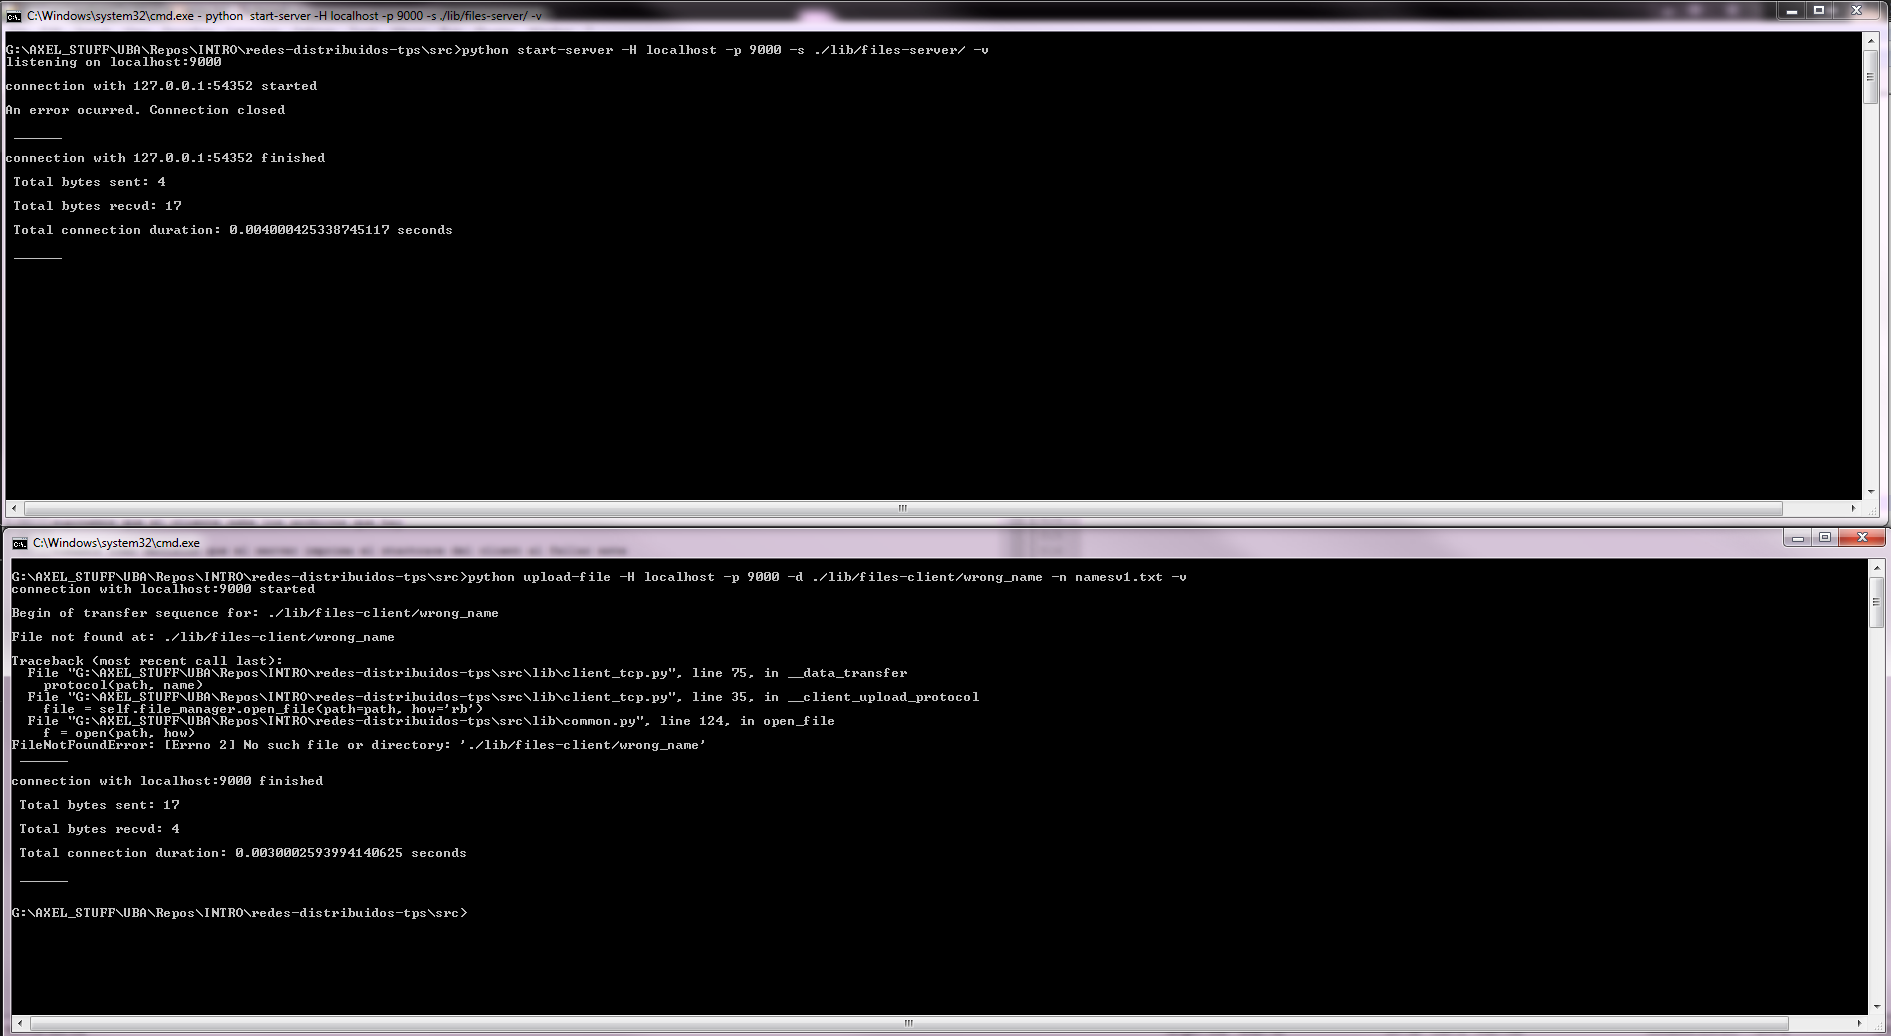 C:\Windows\system32\cmd.exe - python  start-server -H localhost -p 9000 -s ./lib/files-server/ -v
G:\AXEL_STUFF\UBA\Repos\INTRO\redes-distribuidos-tps\src>python start-server -H localhost -p 9000 -s ./lib/files-server/ -v
listening on localhost:9000
connection with 127.0.0.1:54352 started
An error ocurred. Connection closed
______
connection with 127.0.0.1:54352 finished
Total bytes sent: 4
Total bytes recvd: 17
Total connection duration: 0.004000425338745117 seconds
______
C:\Windows\system32\cmd.exe
G:\AXEL_STUFF\UBA\Repos\INTRO\redes-distribuidos-tps\src>python upload-file -H localhost -p 9000 -d ./lib/files-client/wrong_name -n namesv1.txt -v
connection with localhost:9000 started
Begin of transfer sequence for: ./lib/files-client/wrong_name
File not found at: ./lib/files-client/wrong_name
Traceback (most recent call last):
File "G:\AXEL_STUFF\UBA\Repos\INTRO\redes-distribuidos-tps\src\lib\client_tcp.py", line 75, in __data_transfer
protocol(path, name)
File "G:\AXEL_STUFF\UBA\Repos\INTRO\redes-distribuidos-tps\src\lib\client_tcp.py", line 35, in __client_upload_protocol
file = self.file_manager.open_file(path=path, how='rb')
File "G:\AXEL_STUFF\UBA\Repos\INTRO\redes-distribuidos-tps\src\lib\common.py", line 124, in open_file
f = open(path, how)
FileNotFoundError: [Errno 2] No such file or directory: './lib/files-client/wrong_name'
______
connection with localhost:9000 finished
Total bytes sent: 17
Total bytes recvd: 4
Total connection duration: 0.0030002593994140625 seconds
______
G:\AXEL_STUFF\UBA\Repos\INTRO\redes-distribuidos-tps\src>